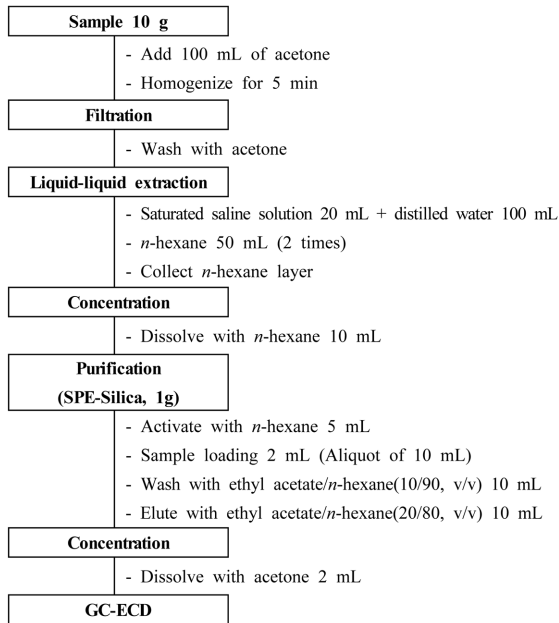 Sample 10 g
- Add 100 mL of acetone
- Homogenize for 5 min
Filtration
- Wash with acetone
Liquid-liquid extraction
- Saturated saline solution 20 mL + distilled water 100 mL
- n-hexane 50 mL (2 times)
- Collect n-hexane layer
Concentration
- Dissolve with n-hexane 10 mL
Purification
(SPE-Silica, 1g)
- Activate with n-hexane 5 mL
- Sample loading 2 mL (Aliquot of 10 mL)
- Wash with ethyl acetate/n-hexane(10/90, v/v) 10 mL
- Elute with ethyl acetate/n-hexane(20/80, v/v) 10 mL
Concentration
- Dissolve with acetone 2 mL
GC-ECD